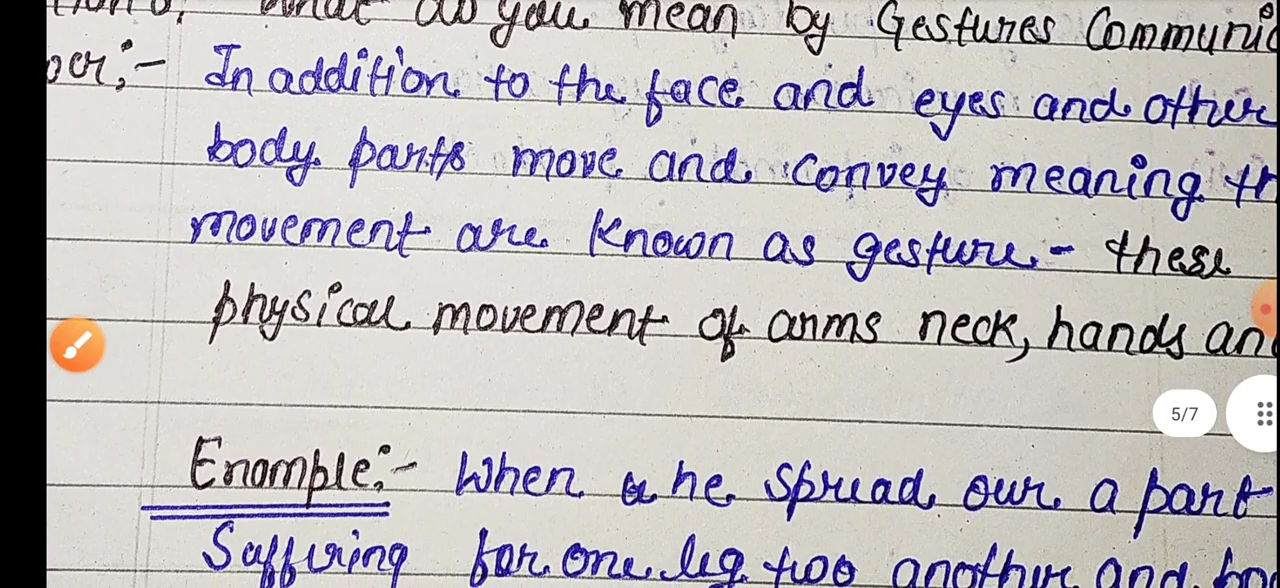 What do you mean by Gestures Communic
In addition to the face and eyes and other
body parts move and convey meaning
movement are known as gesture - these
physical movement of arms neck, hands an
5/7
Example:- When he spread our a part
Suffering for one leg two another and